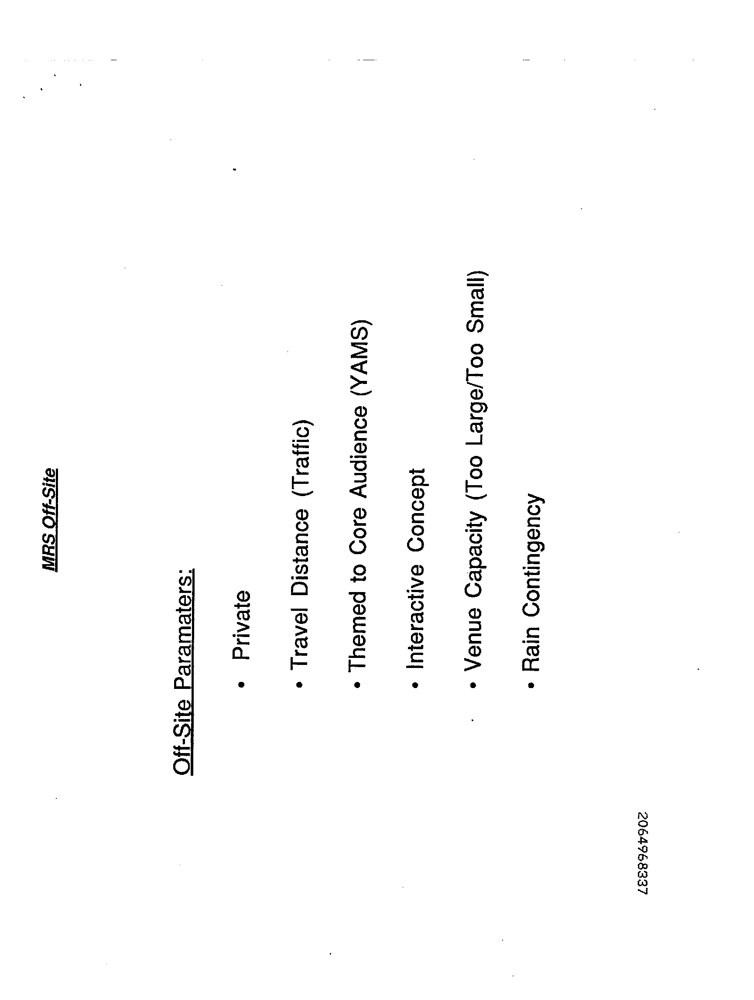 MRS Off-Site
Off-Site Paramaters:
• Private
• Travel Distance (Traffic)
• Themed to Core Audience (YAMS)
• Interactive Concept
• Venue Capacity (Too Large/Too Small)
• Rain Contingency
2064968337